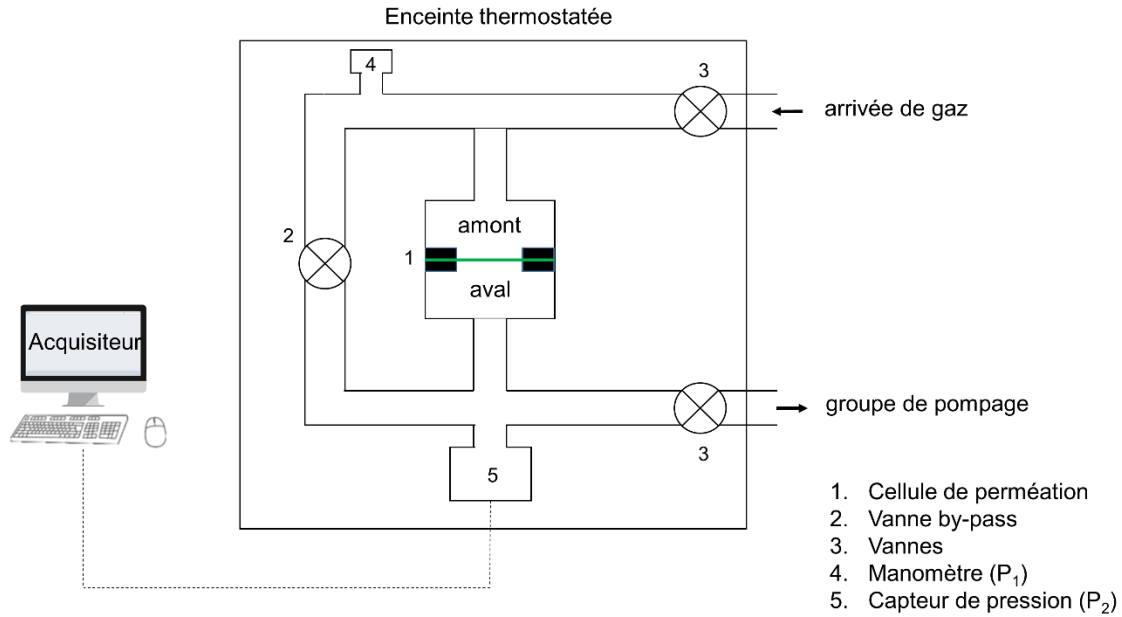 Enceinte thermostatée
4
3
arrivée de gaz
amont
2
1
aval
Acquisiteur
groupe de pompage
3
5
1. Cellule de perméation
2. Vanne by-pass
3. Vannes
4. Manomètre (P₁)
5. Capteur de pression (P₂)